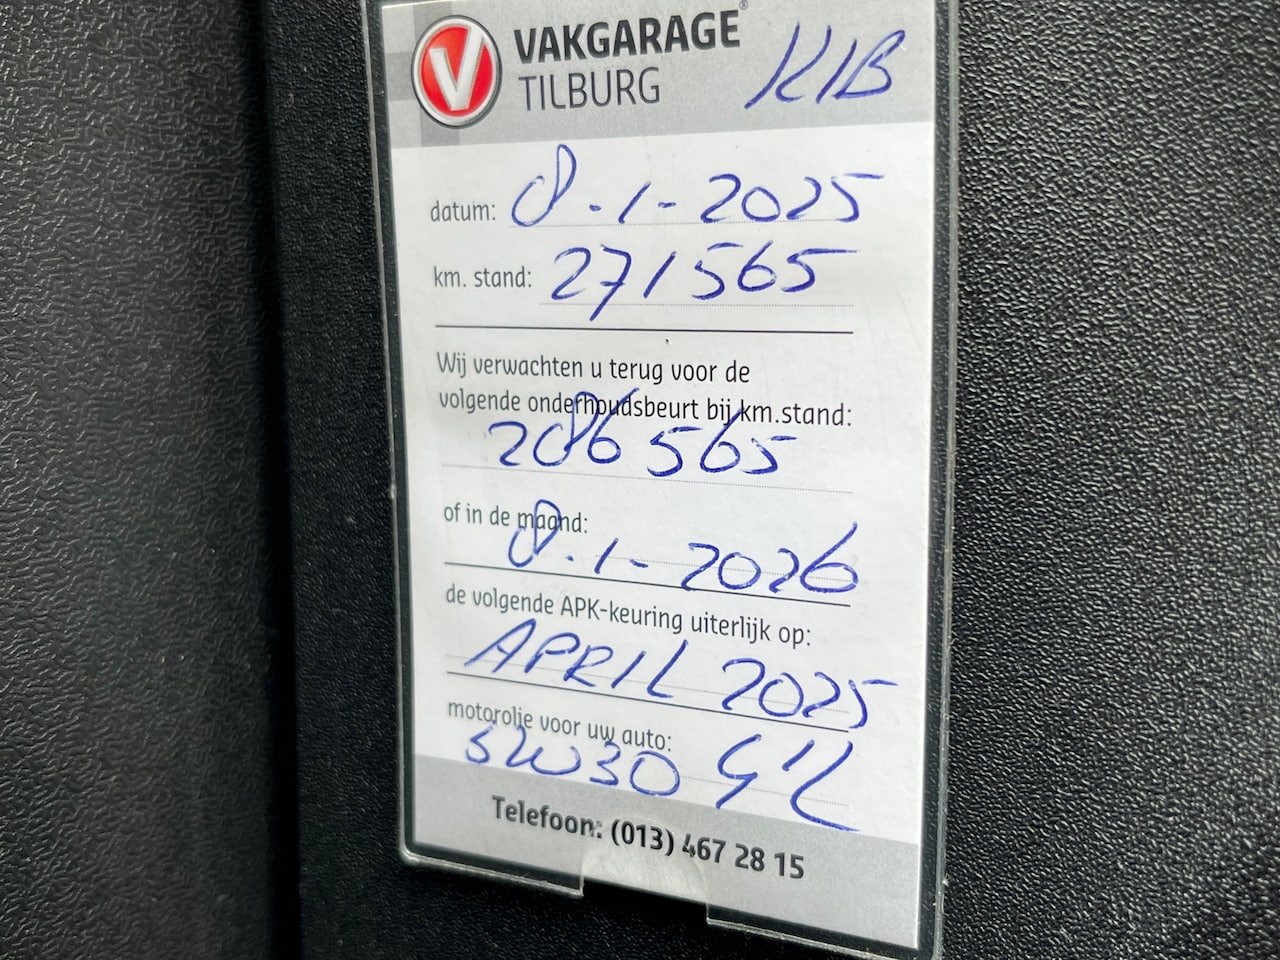 V VAKGARAGE®
TILBURG
KIB
datum: 8.1-2025
km. stand: 271565
Wij verwachten u terug voor de
volgende onderhoudsbeurt bij km.stand:
286565
of in de maand:
8.1-2026
de volgende APK-keuring uiterlijk op:
APRIL 2025
motorolie voor uw auto:
5W30
Telefoon: (013) 467 28 15